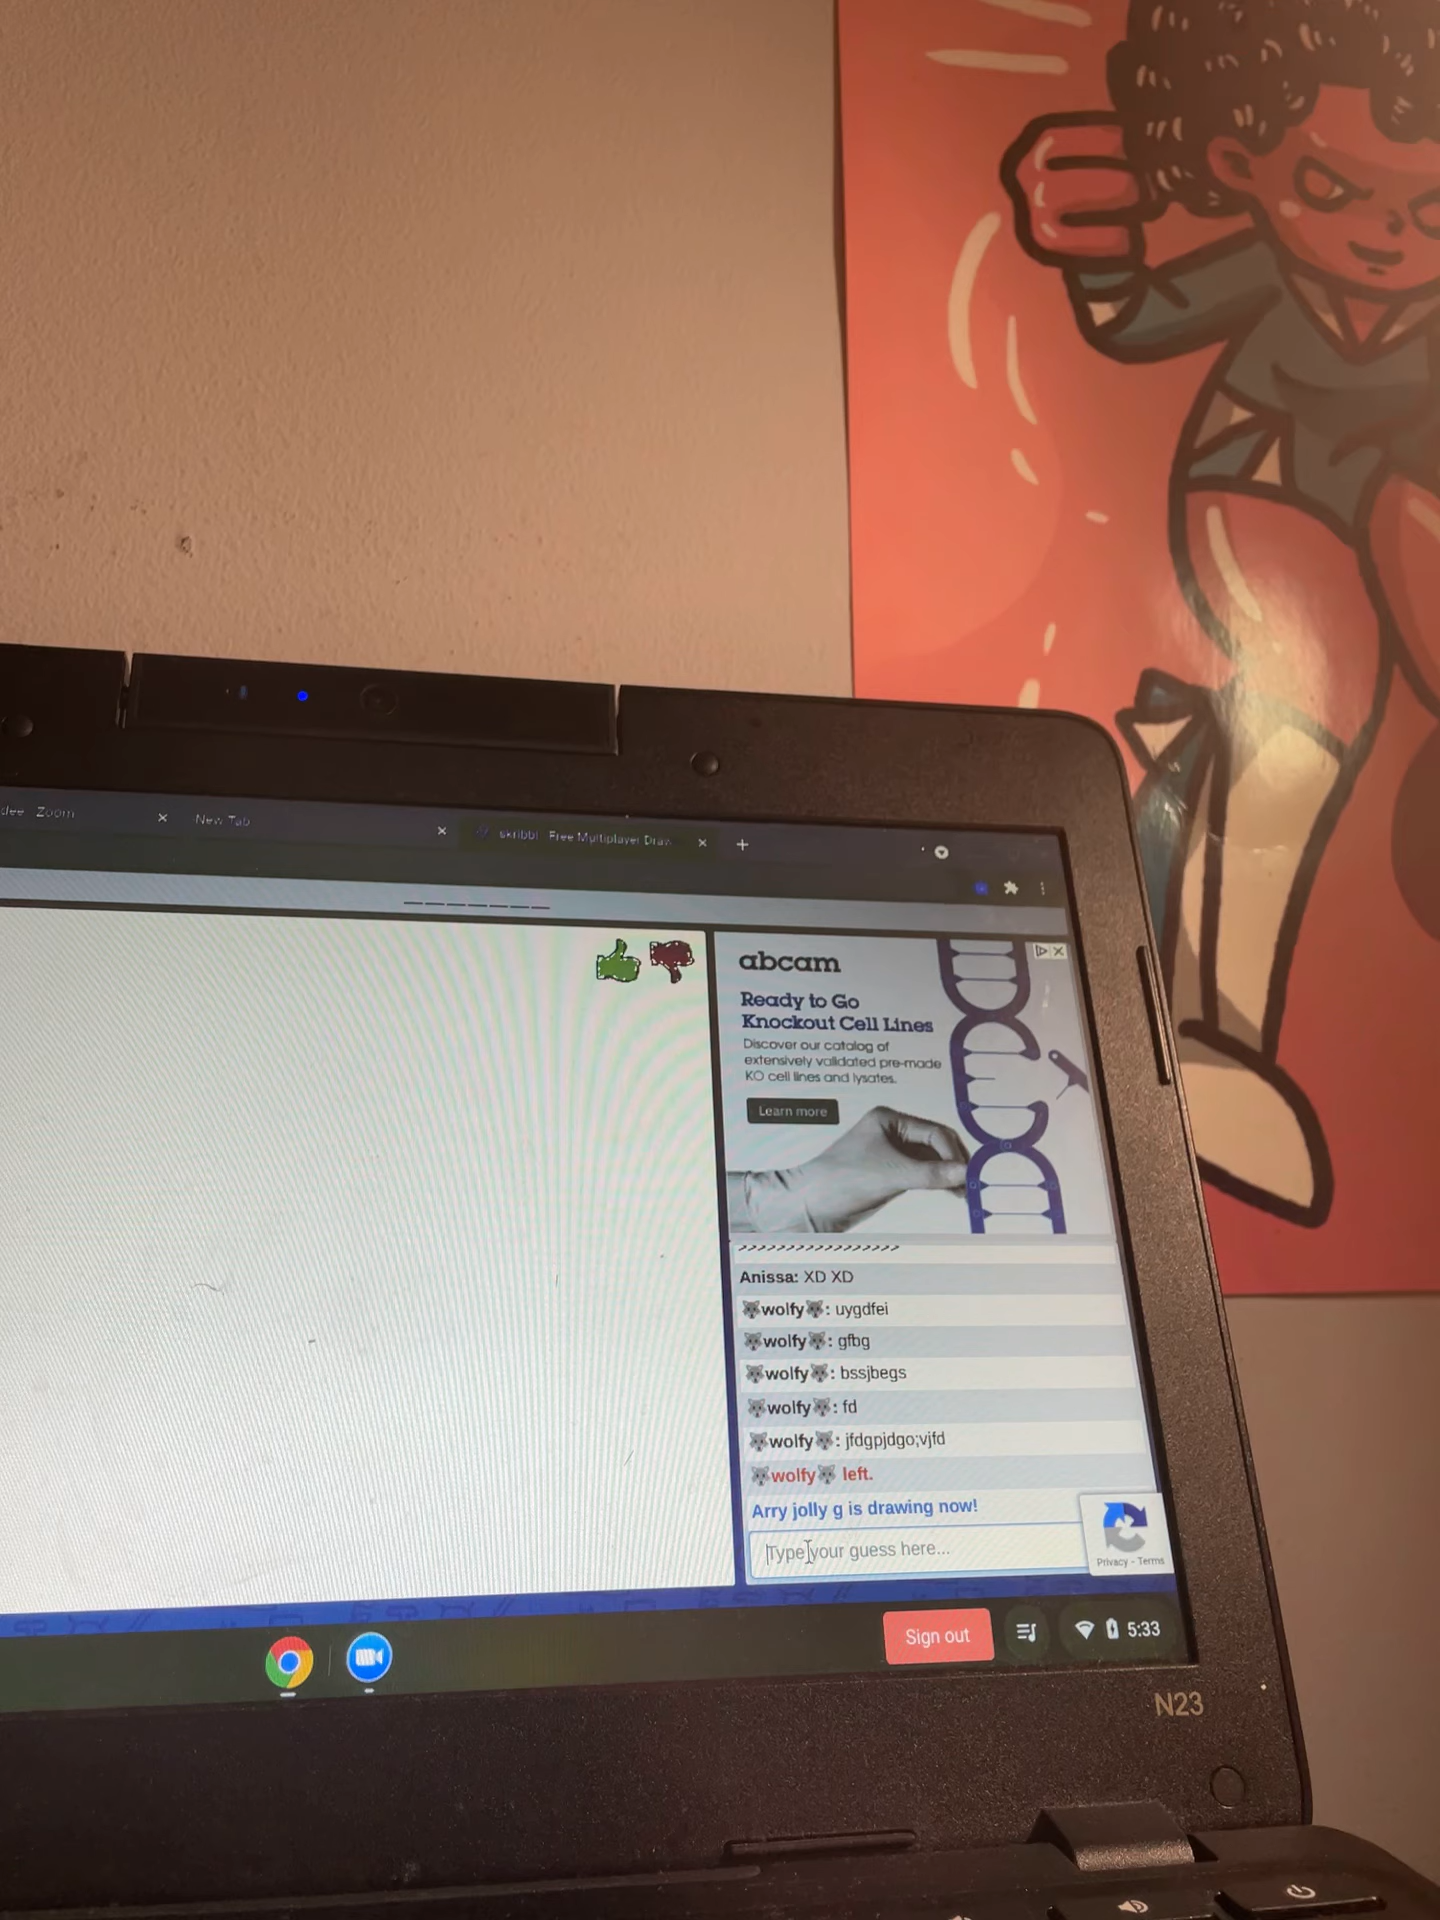 Zoom
New Tab
skribbl Free Multiplayer Draw
_______
abcam
Ready to Go
Knockout Cell Lines
Discover our catalog of
extensively validated pre-made
KO cell lines and lysates.
Learn more
Anissa: XD XD
wolfy: uygdfei
wolfy: gfbg
wolfy: bssjbegs
wolfy: fd
wolfy: jfdgpjdgo;vjfd
wolfy left.
Arry jolly g is drawing now!
Type your guess here...
Privacy - Terms
Sign out
5:33
N23